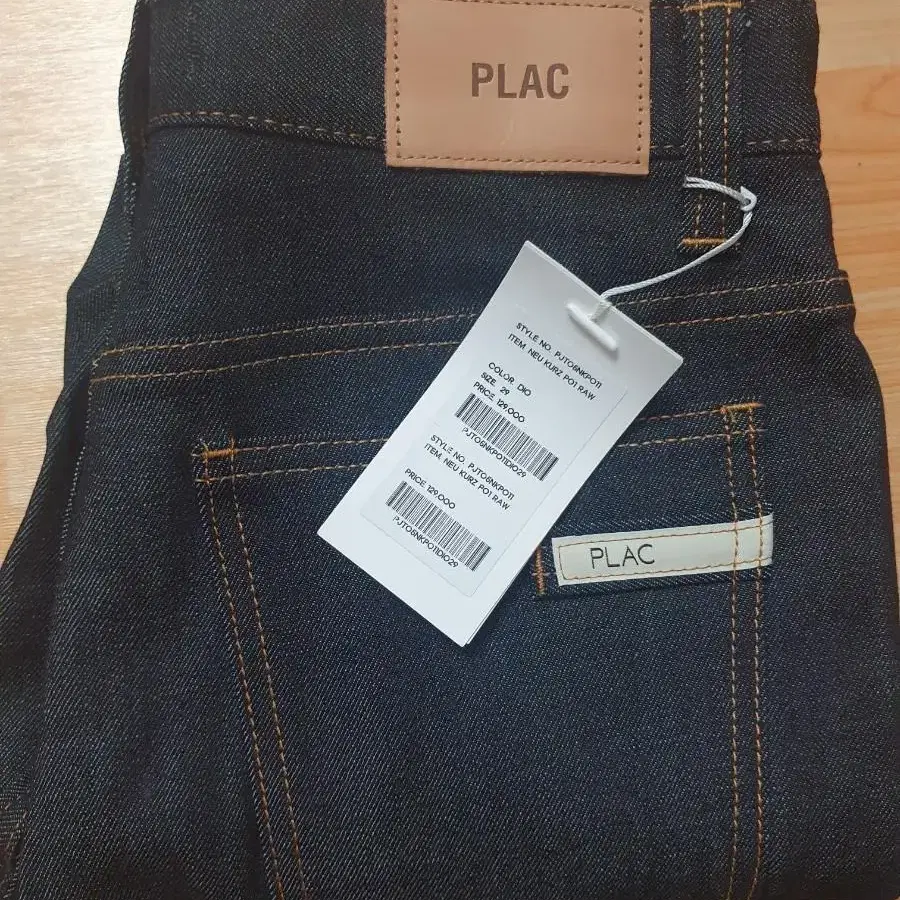 PLAC
STYLE NO. PJTO6NKPO11
ITEM. NEU KURZ PO1 RAW
COLOR. DIO
SIZE. 29
PRICE. 129.000
PJTO6NKPO11DIO29
STYLE NO. PJTO6NKPO11
ITEM. NEU KURZ PO1 RAW
PRICE 129.000
PJTO6NKPO11DIO29
PLAC